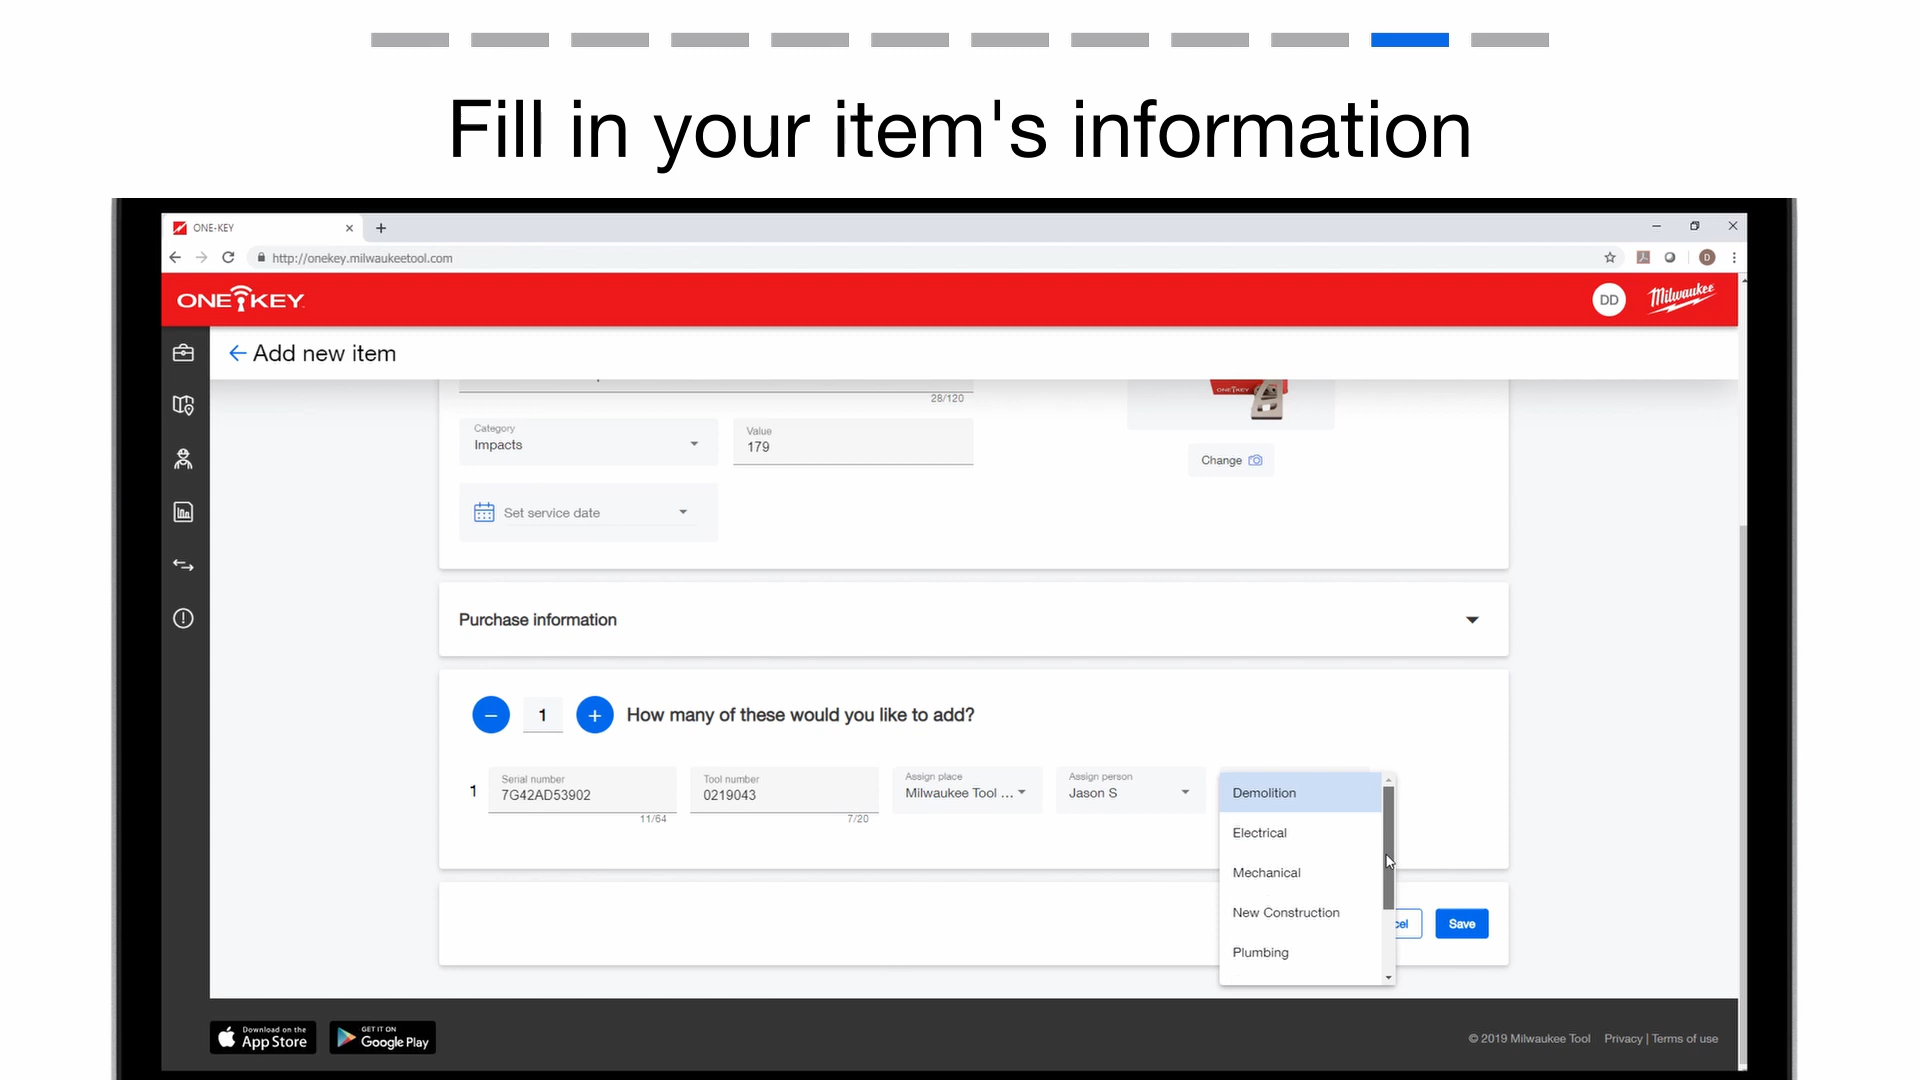 Fill in your item's information
ONE-KEY
http://onekey.milwaukeetool.com
D
ONE KEY
DD
Milwaukee
Add new item
28/120
ONE KEY
Category
Impacts
Value
179
Change
Set service date
Purchase information
1
How many of these would you like to add?
1
Serial number
7G42AD53902
11/64
Tool number
0219043
7/20
Assign place
Milwaukee Tool ...
Assign person
Jason S
Demolition
Electrical
Mechanical
New Construction
Plumbing
cel
Save
Download on the
App Store
GET IT ON
Google Play
© 2019 Milwaukee Tool
Privacy | Terms of use